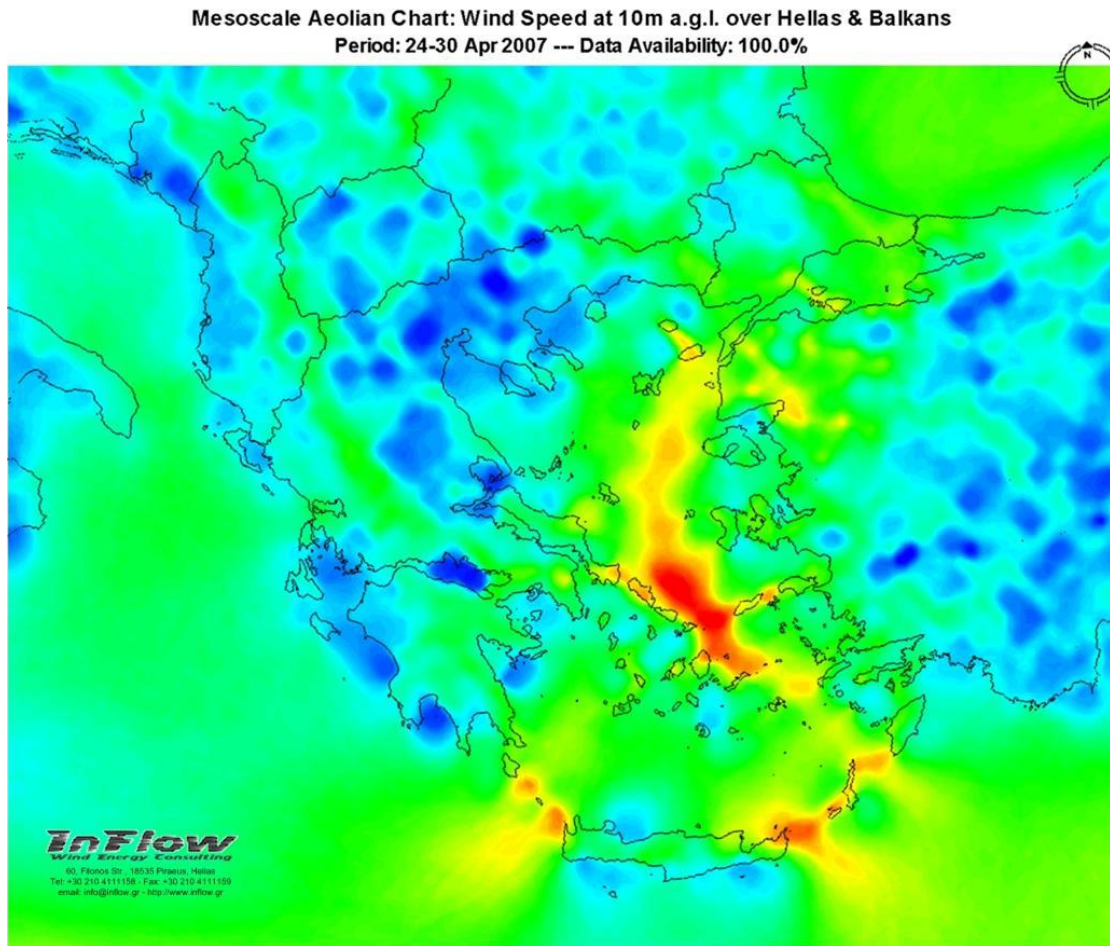 Mesoscale Aeolian Chart: Wind Speed at 10m a.g.l. over Hellas & Balkans
Period: 24-30 Apr 2007 --- Data Availability: 100.0%
N
InFlow
Wind Energy Consulting
60, Filonos Str., 18535 Piraeus, Hellas
Tel: +30 210 4111158 - Fax: +30 210 4111159
email: info@inflow.gr - http://www.inflow.gr